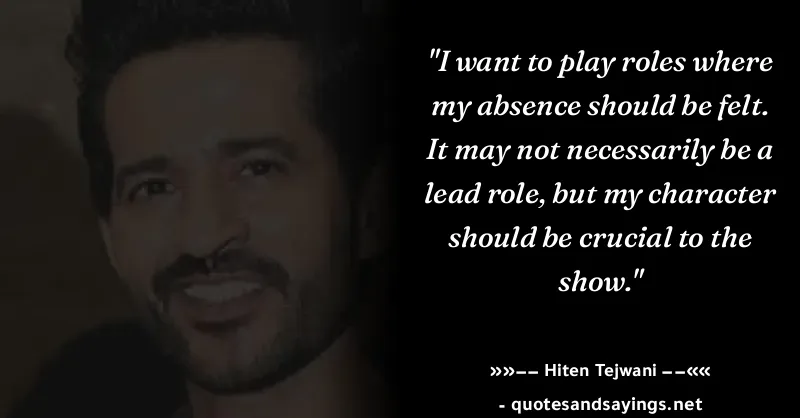 "I want to play roles where
my absence should be felt.
It may not necessarily be a
lead role, but my character
should be crucial to the
show."
»»−− Hiten Tejwani −−««
- quotesandsayings.net